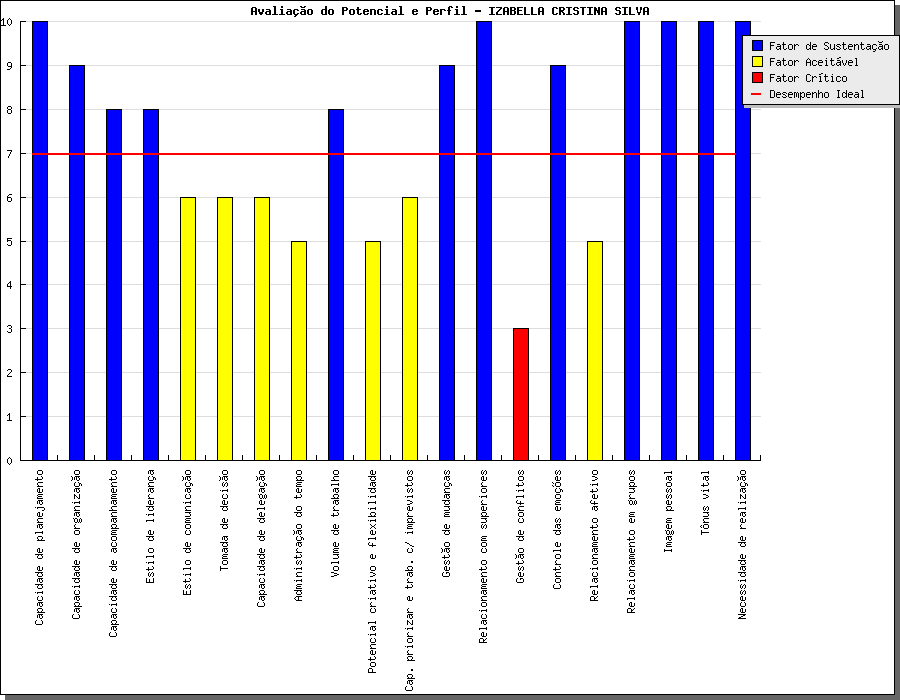 Avaliação do Potencial e Perfil - IZABELLA CRISTINA SILVA
10
9
8
7
6
5
4
3
2
1
0
Fator de Sustentação
Fator Aceitável
Fator Crítico
Desempenho Ideal
Capacidade de planejamento
Capacidade de organização
Capacidade de acompanhamento
Estilo de liderança
Estilo de comunicação
Tomada de decisão
Capacidade de delegação
Administração do tempo
Volume de trabalho
Potencial criativo e flexibilidade
Cap. priorizar e trab. c/ imprevistos
Gestão de mudanças
Relacionamento com superiores
Gestão de conflitos
Controle das emoções
Relacionamento afetivo
Relacionamento em grupos
Imagem pessoal
Tônus vital
Necessidade de realização